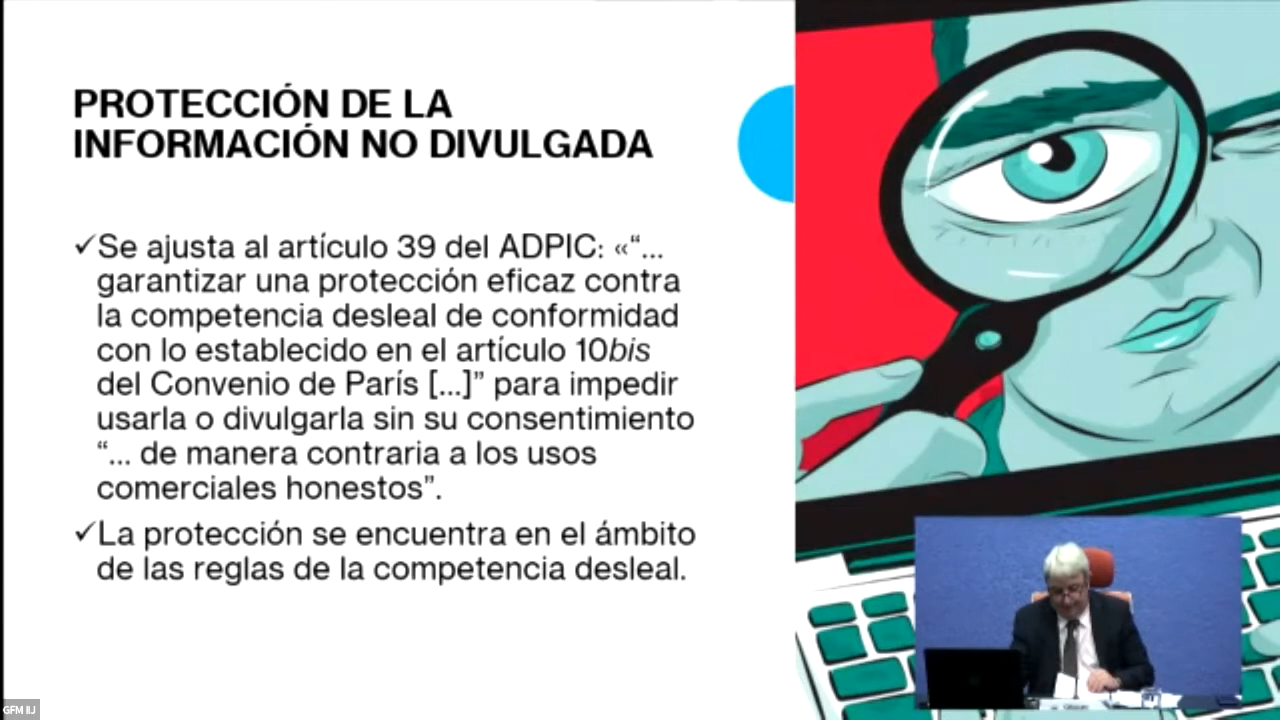 PROTECCIÓN DE LA
INFORMACIÓN NO DIVULGADA
✓Se ajusta al artículo 39 del ADPIC: «“...
garantizar una protección eficaz contra
la competencia desleal de conformidad
con lo establecido en el artículo 10bis
del Convenio de París [...]” para impedir
usarla o divulgarla sin su consentimiento
“... de manera contraria a los usos
comerciales honestos”.
✓La protección se encuentra en el ámbito
de las reglas de la competencia desleal.
GFM IIJ